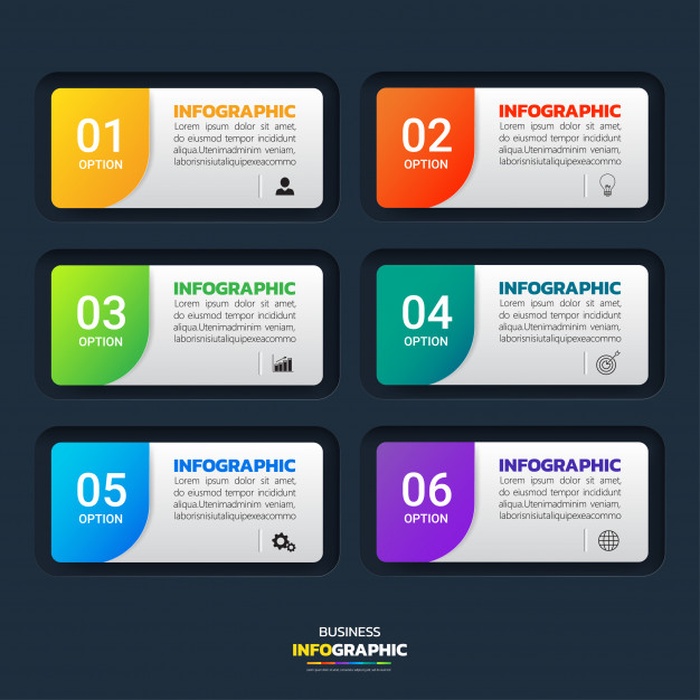 01
OPTION
INFOGRAPHIC
Lorem ipsum dolor sit amet,
do eiusmod tempor incididunt
aliqua.Utenimadminim veniam,
laborisnisiutaliquipexeacommo
02
OPTION
INFOGRAPHIC
Lorem ipsum dolor sit amet,
do eiusmod tempor incididunt
aliqua.Utenimadminim veniam,
laborisnisiutaliquipexeacommo
03
OPTION
INFOGRAPHIC
Lorem ipsum dolor sit amet,
do eiusmod tempor incididunt
aliqua.Utenimadminim veniam,
laborisnisiutaliquipexeacommo
04
OPTION
INFOGRAPHIC
Lorem ipsum dolor sit amet,
do eiusmod tempor incididunt
aliqua.Utenimadminim veniam,
laborisnisiutaliquipexeacommo
05
OPTION
INFOGRAPHIC
Lorem ipsum dolor sit amet,
do eiusmod tempor incididunt
aliqua.Utenimadminim veniam,
laborisnisiutaliquipexeacommo
06
OPTION
INFOGRAPHIC
Lorem ipsum dolor sit amet,
do eiusmod tempor incididunt
aliqua.Utenimadminim veniam,
laborisnisiutaliquipexeacommo
BUSINESS
INFOGRAPHIC